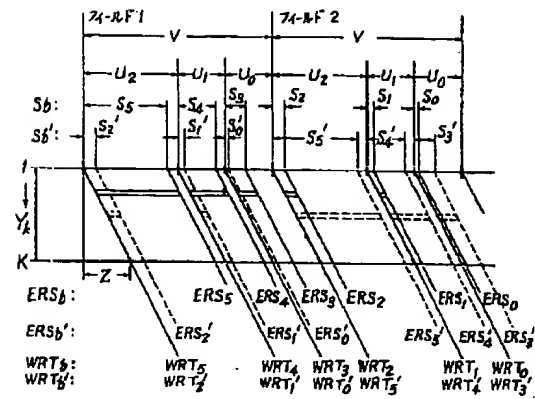 フィールド1 フィールド2
V V
U2 U1 U0 U2 U1 U0
Sb: S5 S4 S3 S2 S1 S0
Sb': S2' S1' S0' S5' S4' S3'
1
Yk
K
Z
ERSb: ERS5 ERS4 ERS3 ERS2 ERS1 ERS0
ERSb': ERS2' ERS1' ERS0' ERS5' ERS4' ERS3'
WRTb: WRT5 WRT4 WRT3 WRT2 WRT1 WRT0
WRTb': WRT2' WRT1' WRT0' WRT5' WRT4' WRT3'